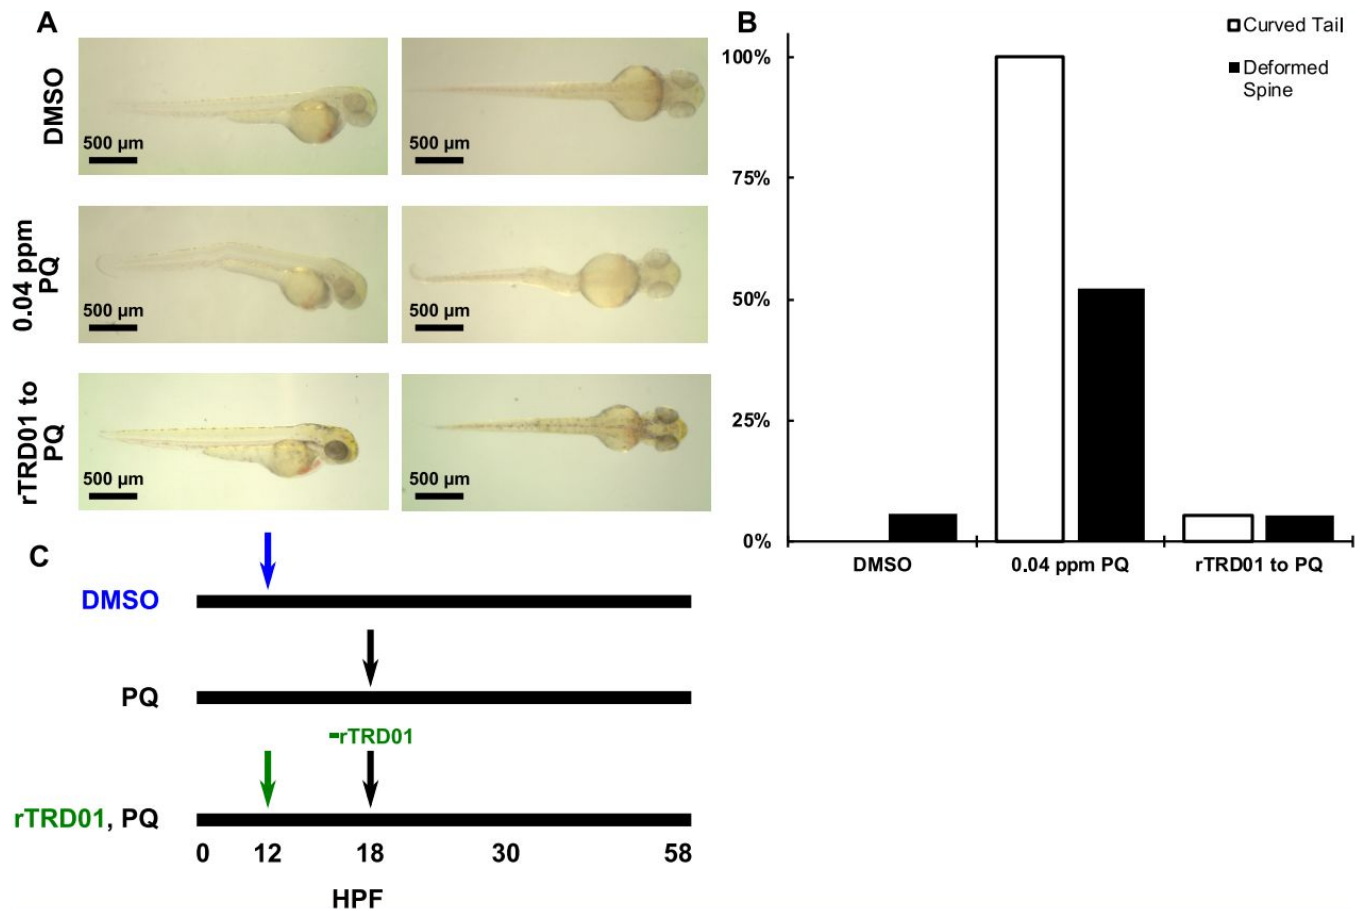 A
DMSO
500 µm
500 µm
0.04 ppm
PQ
500 µm
500 µm
rTRD01 to
PQ
500 µm
500 µm
B
Curved Tail
Deformed
Spine
100%
75%
50%
25%
0%
DMSO
0.04 ppm PQ
rTRD01 to PQ
C
DMSO
PQ
-rTRD01
rTRD01, PQ
0 12 18 30 58
HPF